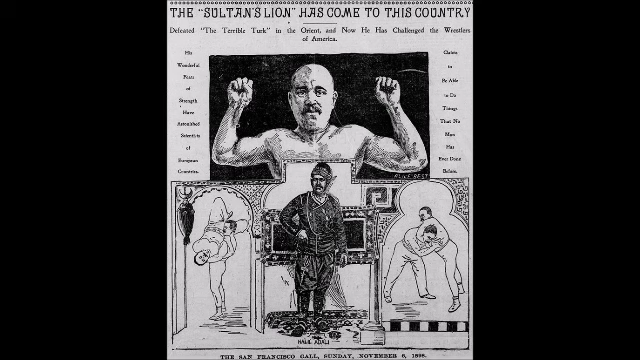 THE "SULTAN'S LION" HAS COME TO THIS COUNTRY
Defeated "The Terrible Turk" in the Orient, and Now He Has Challenged the Wrestlers
of America.
His
Wonderful
Feats
of
Strength
Have
Astonished
Scientists
of
European
Countries.
Claims
to
Be Able
to Do
Things
That No
Man
Has
Ever Done
Before.
HALIL ADALI
THE SAN FRANCISCO CALL, SUNDAY, NOVEMBER 6, 1898.